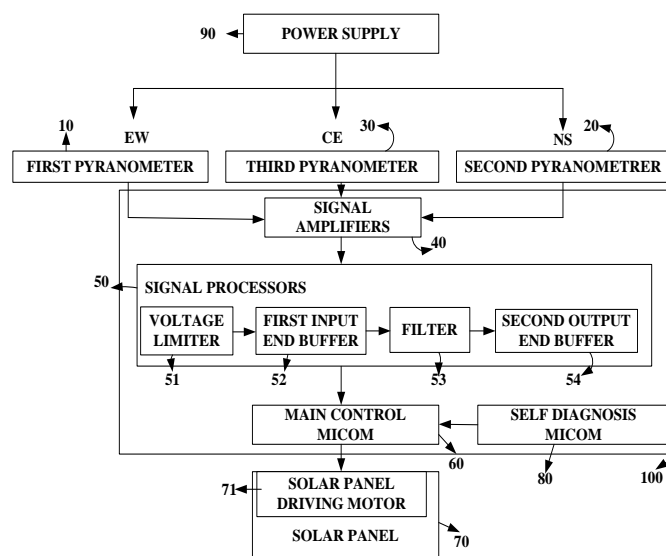 90
POWER SUPPLY
10
EW
CE
30
NS
20
FIRST PYRANOMETER
THIRD PYRANOMETER
SECOND PYRANOMETRER
SIGNAL
AMPLIFIERS
40
50
SIGNAL PROCESSORS
VOLTAGE
LIMITER
FIRST INPUT
END BUFFER
FILTER
SECOND OUTPUT
END BUFFER
51
52
53
54
MAIN CONTROL
MICOM
SELF DIAGNOSIS
MICOM
60
80
100
71
SOLAR PANEL
DRIVING MOTOR
SOLAR PANEL
70